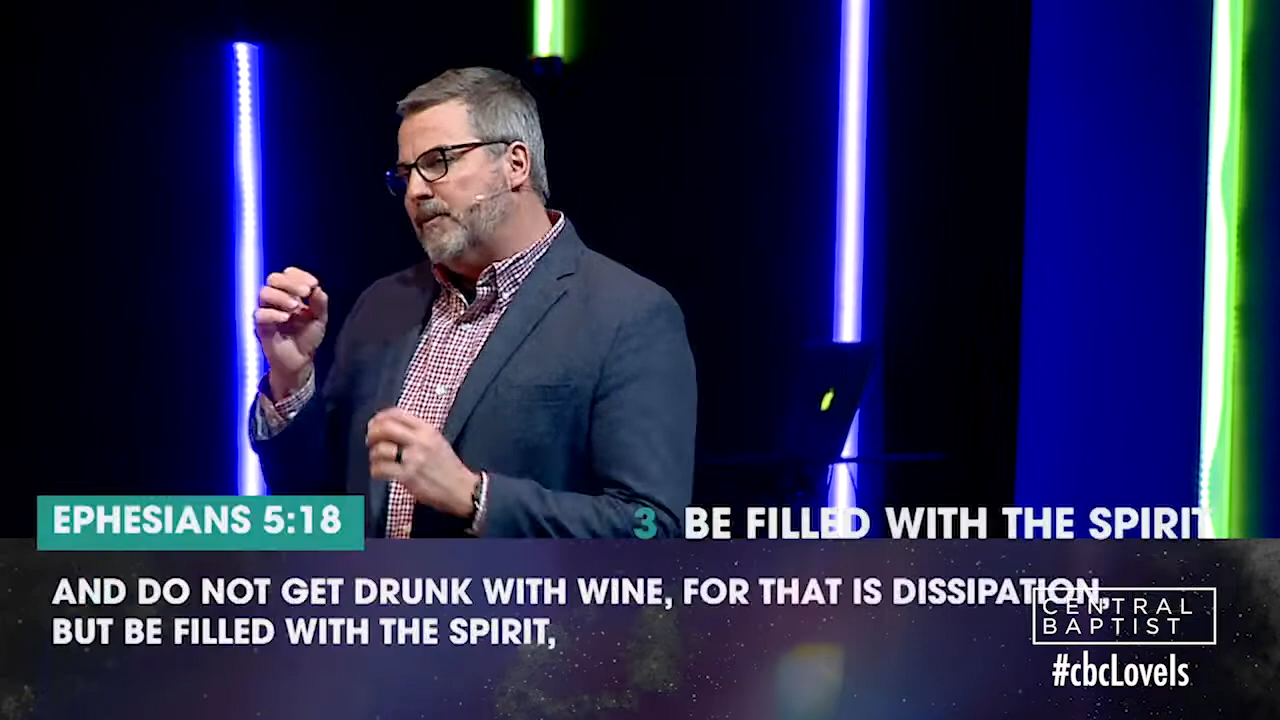 EPHESIANS 5:18
3 BE FILLED WITH THE SPIRIT
AND DO NOT GET DRUNK WITH WINE, FOR THAT IS DISSIPATION,
BUT BE FILLED WITH THE SPIRIT,
CENTRAL
BAPTIST
#cbcLoveIs